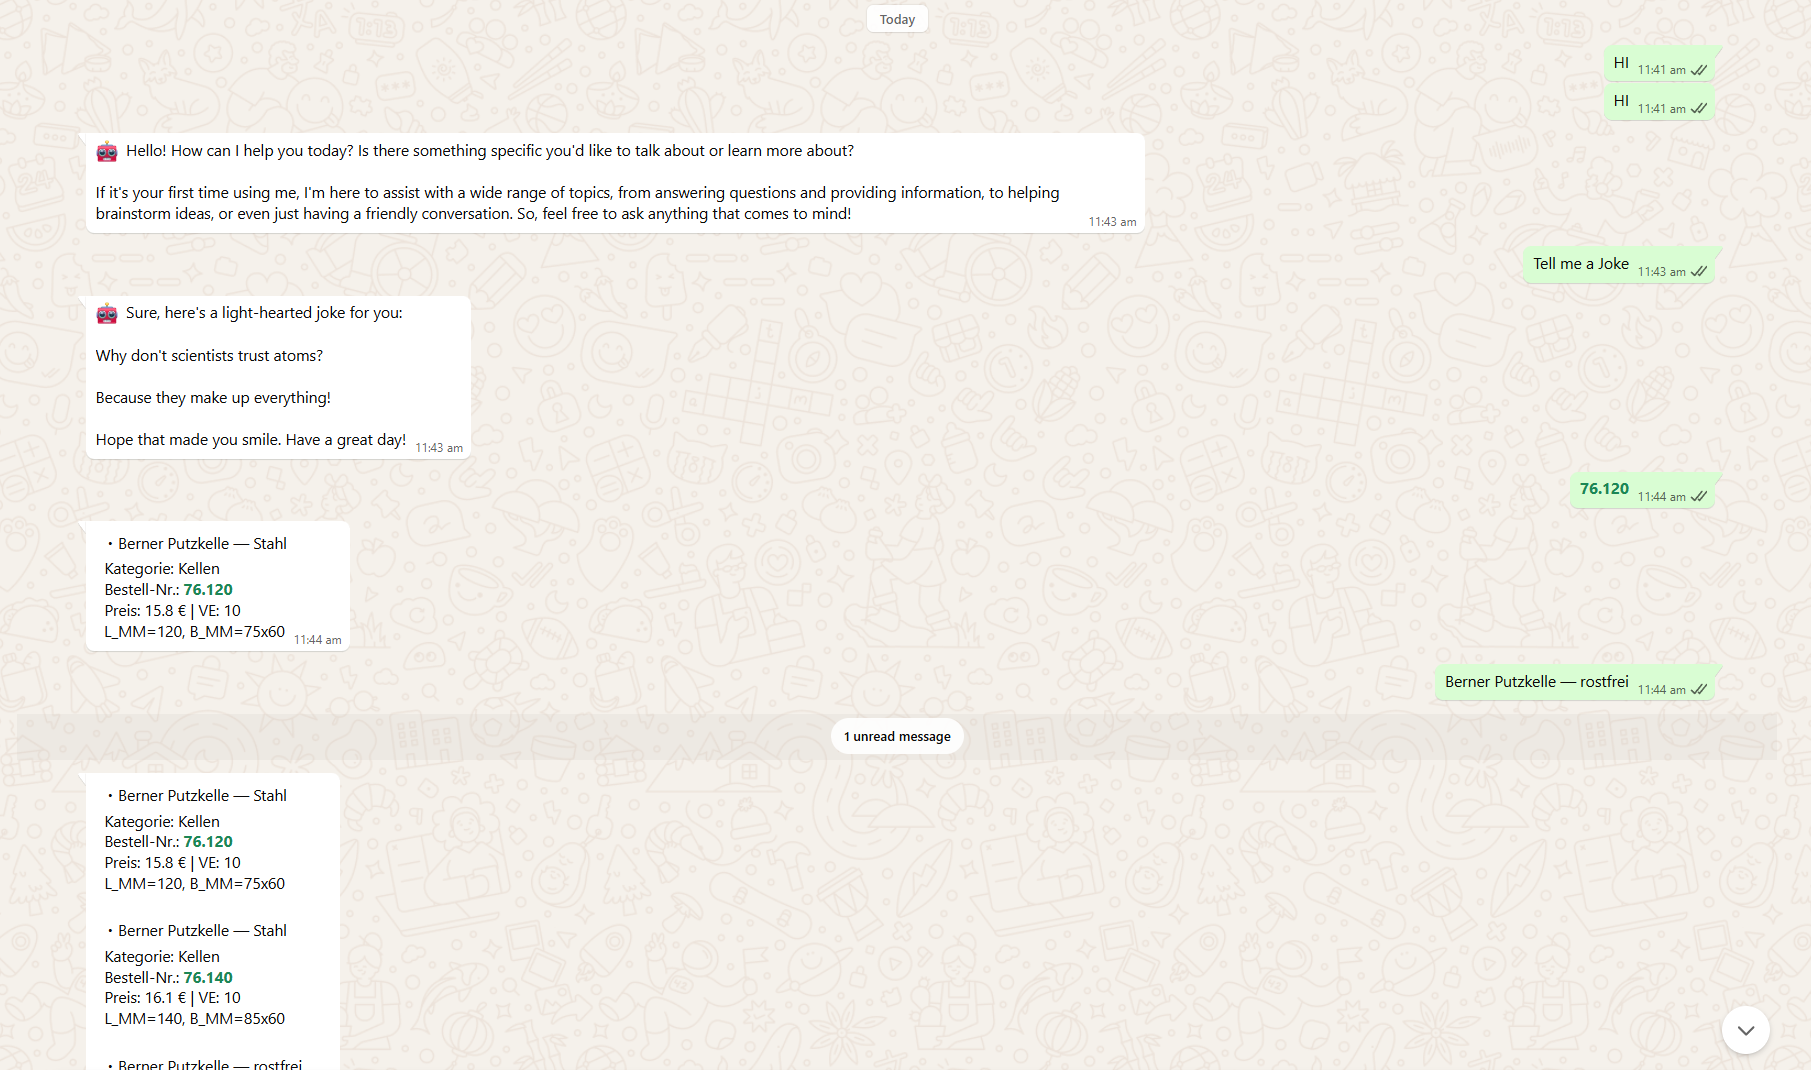 Today
HI 11:41 am
HI 11:41 am
Hello! How can I help you today? Is there something specific you'd like to talk about or learn more about?
If it's your first time using me, I'm here to assist with a wide range of topics, from answering questions and providing information, to helping
brainstorm ideas, or even just having a friendly conversation. So, feel free to ask anything that comes to mind!
11:43 am
Tell me a Joke 11:43 am
Sure, here's a light-hearted joke for you:
Why don't scientists trust atoms?
Because they make up everything!
Hope that made you smile. Have a great day! 11:43 am
76.120 11:44 am
• Berner Putzkelle — Stahl
Kategorie: Kellen
Bestell-Nr.: 76.120
Preis: 15.8 € | VE: 10
L_MM=120, B_MM=75x60 11:44 am
Berner Putzkelle — rostfrei 11:44 am
1 unread message
• Berner Putzkelle — Stahl
Kategorie: Kellen
Bestell-Nr.: 76.120
Preis: 15.8 € | VE: 10
L_MM=120, B_MM=75x60
• Berner Putzkelle — Stahl
Kategorie: Kellen
Bestell-Nr.: 76.140
Preis: 16.1 € | VE: 10
L_MM=140, B_MM=85x60
• Berner Putzkelle — rostfrei